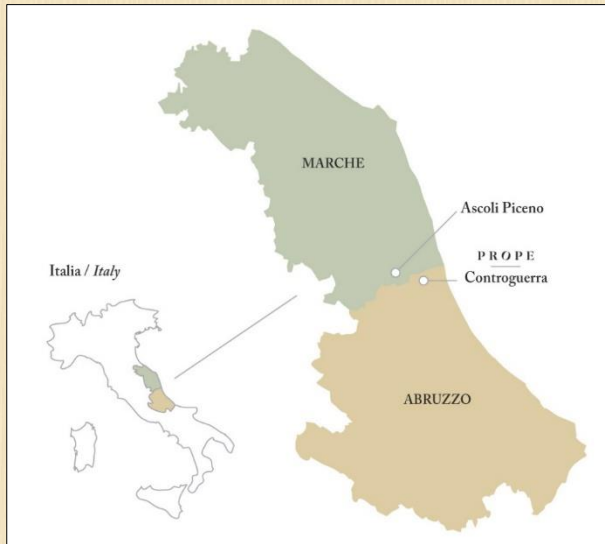 MARCHE
Ascoli Piceno
PROPE
Controguerra
Italia / Italy
ABRUZZO